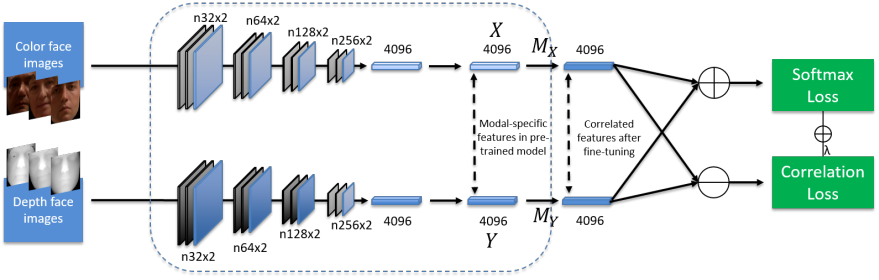 Color face
images
n32x2
n64x2
n128x2
n256x2
4096
X
4096
M_X
4096
Softmax
Loss
Modal-specific
features in pre-
trained model
Correlated
features after
fine-tuning
λ
Correlation
Loss
Depth face
images
n32x2
n64x2
n128x2
n256x2
4096
4096
Y
M_Y
4096